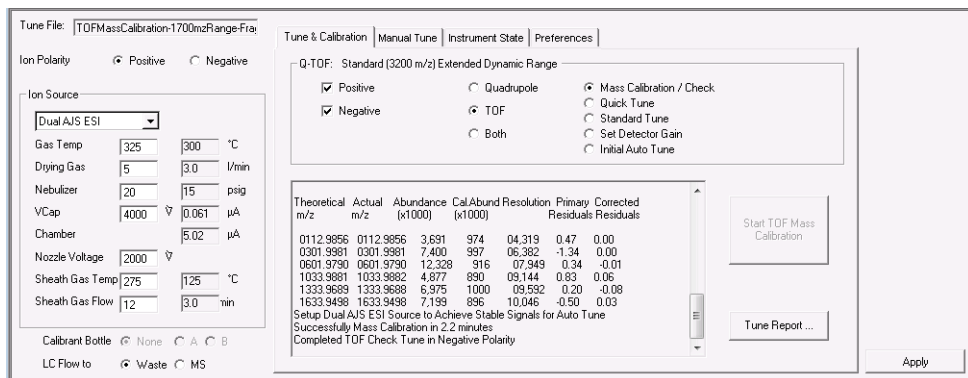 Tune File: TOFMassCalibration-1700mzRange-Fra
Ion Polarity Positive Negative
Ion Source
Dual AJS ESI
Gas Temp 325 300 °C
Drying Gas 5 3.0 l/min
Nebulizer 20 15 psig
VCap 4000 V 0.061 µA
Chamber 5.02 µA
Nozzle Voltage 2000 V
Sheath Gas Temp 275 125 °C
Sheath Gas Flow 12 3.0 min
Calibrant Bottle None A B
LC Flow to Waste MS
Tune & Calibration Manual Tune Instrument State Preferences
Q-TOF: Standard (3200 m/z) Extended Dynamic Range
Positive Quadrupole Mass Calibration / Check
Quick Tune
Negative TOF Standard Tune
Set Detector Gain
Both Initial Auto Tune
Theoretical Actual Abundance Cal.Abund Resolution Primary Corrected
m/z m/z (x1000) (x1000) Residuals Residuals
0112.9856 0112.9856 3,691 974 04,319 0.47 0.00
0301.9981 0301.9981 7,400 997 06,382 -1.34 0.00
0601.9790 0601.9790 12,328 916 07,949 0.34 -0.01
1033.9881 1033.9882 4,877 890 09,144 0.83 0.06
1333.9689 1333.9688 6,975 1000 09,592 0.20 -0.08
1633.9498 1633.9498 7,199 896 10,046 -0.50 0.03
Setup Dual AJS ESI Source to Achieve Stable Signals for Auto Tune
Successfully Mass Calibration in 2.2 minutes
Completed TOF Check Tune in Negative Polarity
Start TOF Mass
Calibration
Tune Report ...
Apply